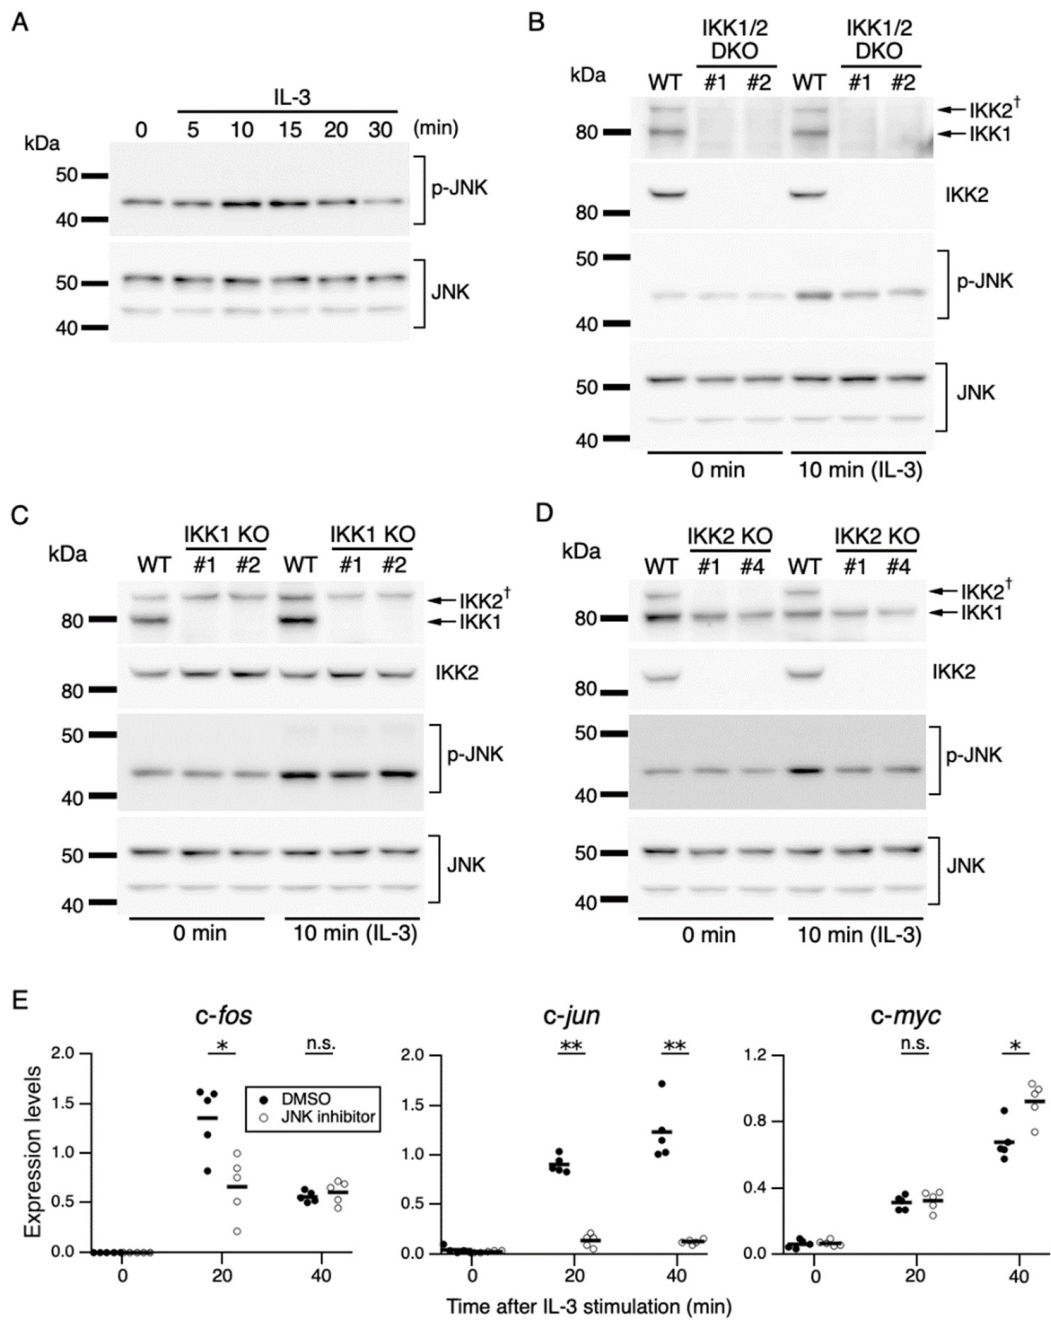 A
IL-3
0 5 10 15 20 30 (min)
kDa
50
40
p-JNK
50
40
JNK
B
IKK1/2 DKO IKK1/2 DKO
kDa
WT #1 #2 WT #1 #2
80
IKK2†
IKK1
80
IKK2
50
40
p-JNK
50
40
JNK
0 min 10 min (IL-3)
C
IKK1 KO IKK1 KO
kDa
WT #1 #2 WT #1 #2
80
IKK2†
IKK1
80
IKK2
50
40
p-JNK
50
40
JNK
0 min 10 min (IL-3)
D
IKK2 KO IKK2 KO
kDa
WT #1 #4 WT #1 #4
80
IKK2†
IKK1
80
IKK2
50
40
p-JNK
50
40
JNK
0 min 10 min (IL-3)
E
Expression levels
c-fos
2.0
1.5
1.0
0.5
0.0
* n.s.
DMSO
JNK inhibitor
0 20 40
c-jun
2.0
1.5
1.0
0.5
0.0
** **
0 20 40
c-myc
1.2
0.8
0.4
0.0
n.s. *
0 20 40
Time after IL-3 stimulation (min)